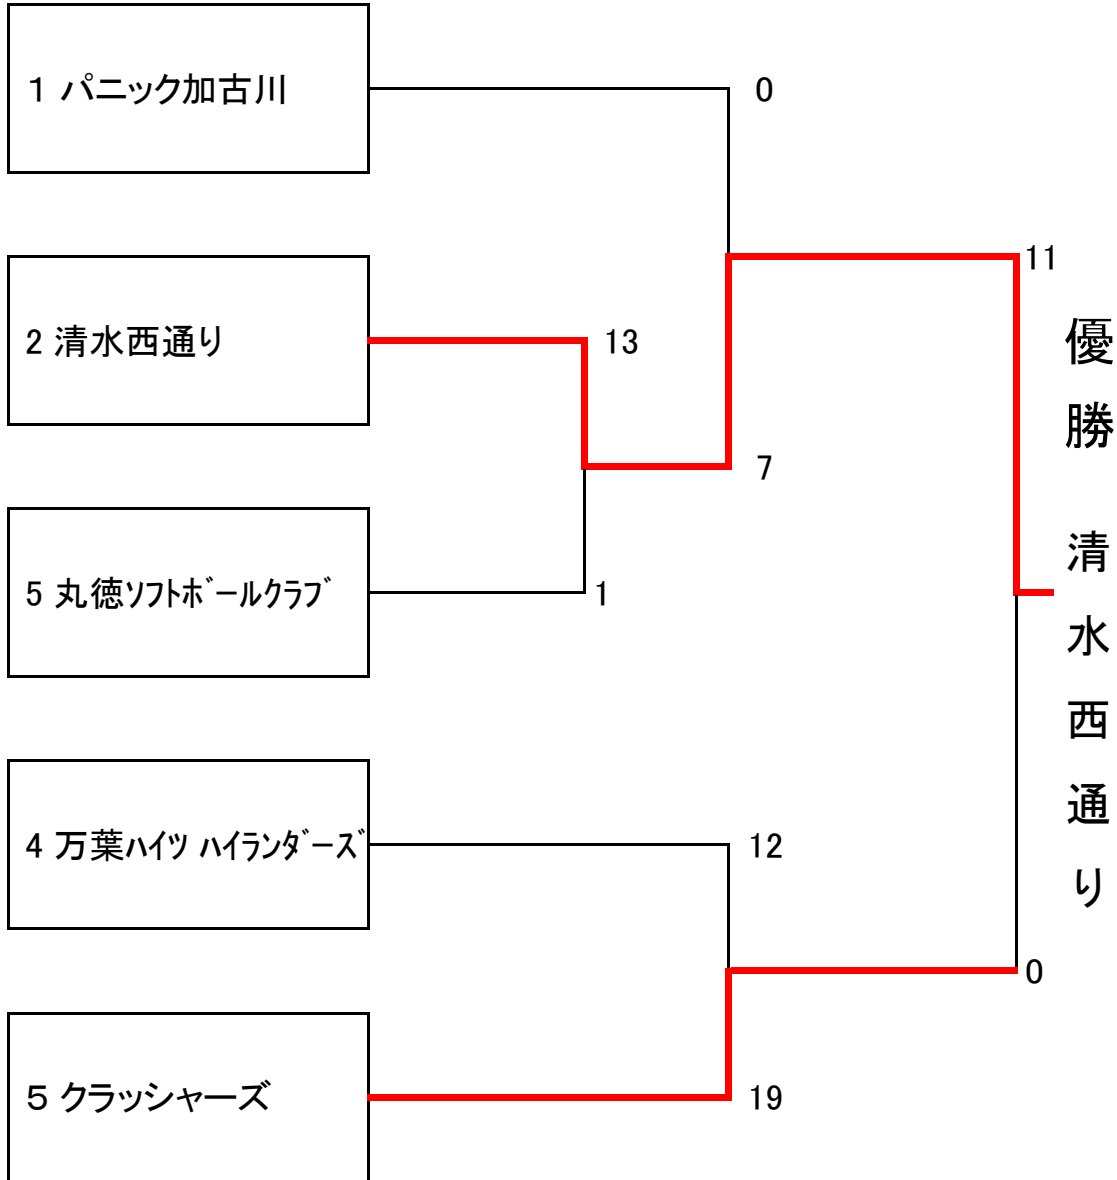 1 パニック加古川
0
11
2 清水西通り
13
7
5 丸徳ｿﾌﾄﾎﾞｰﾙｸﾗﾌﾞ
1
4 万葉ﾊｲﾂ ﾊｲﾗﾝﾀﾞｰｽﾞ
12
0
５ クラッシャーズ
19
優勝 清水西通り